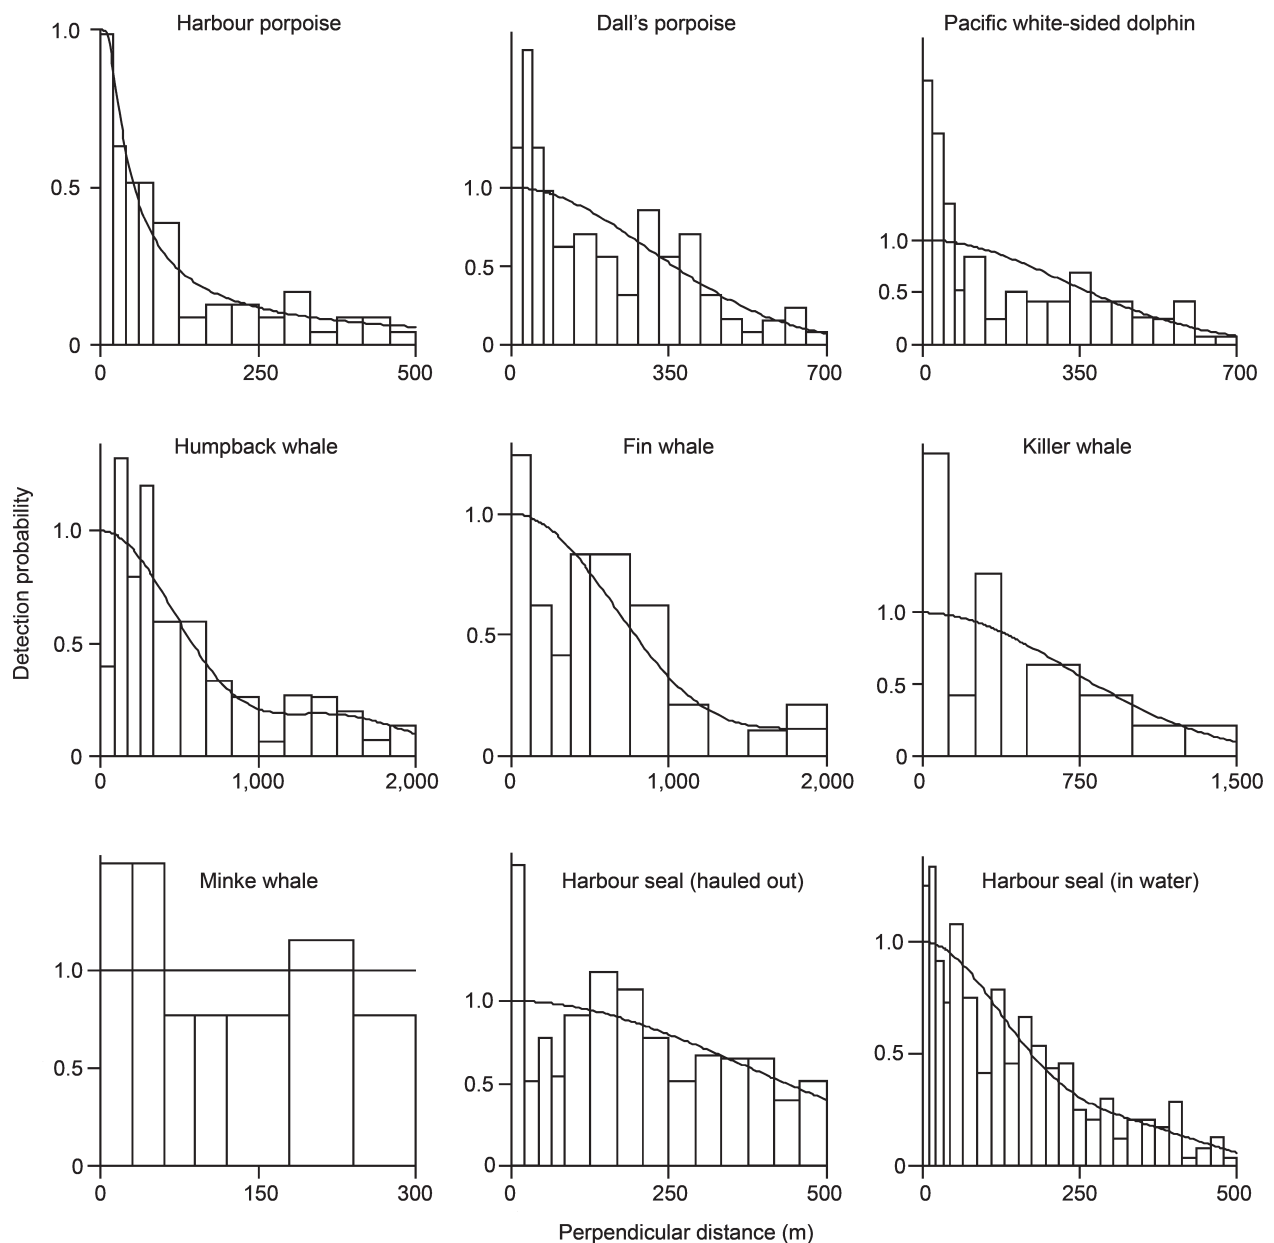 Harbour porpoise
1.0
0.5
0
0 250 500
Dall's porpoise
1.0
0.5
0
0 350 700
Pacific white-sided dolphin
1.0
0.5
0
0 350 700
Detection probability
Humpback whale
1.0
0.5
0
0 1,000 2,000
Fin whale
1.0
0.5
0
0 1,000 2,000
Killer whale
1.0
0.5
0
0 750 1,500
Minke whale
1.0
0.5
0
0 150 300
Harbour seal (hauled out)
1.0
0.5
0
0 250 500
Harbour seal (in water)
1.0
0.5
0
0 250 500
Perpendicular distance (m)